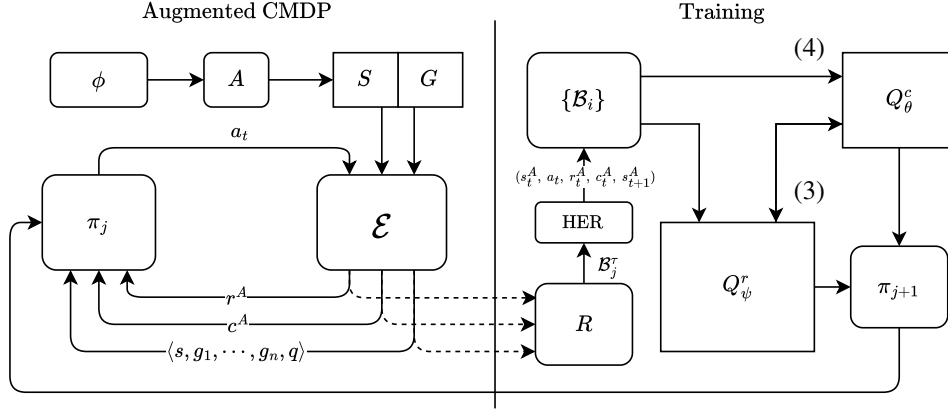 Augmented CMDP
Training
ϕ
A
S
G
a_t
π_j
ℰ
r^A
c^A
⟨s, g_1, ⋯, g_n, q⟩
{ℬ_i}
(4)
Q_θ^c
(s_t^A, a_t, r_t^A, c_t^A, s_{t+1}^A)
HER
(3)
ℬ_j^τ
R
Q_ψ^r
π_{j+1}